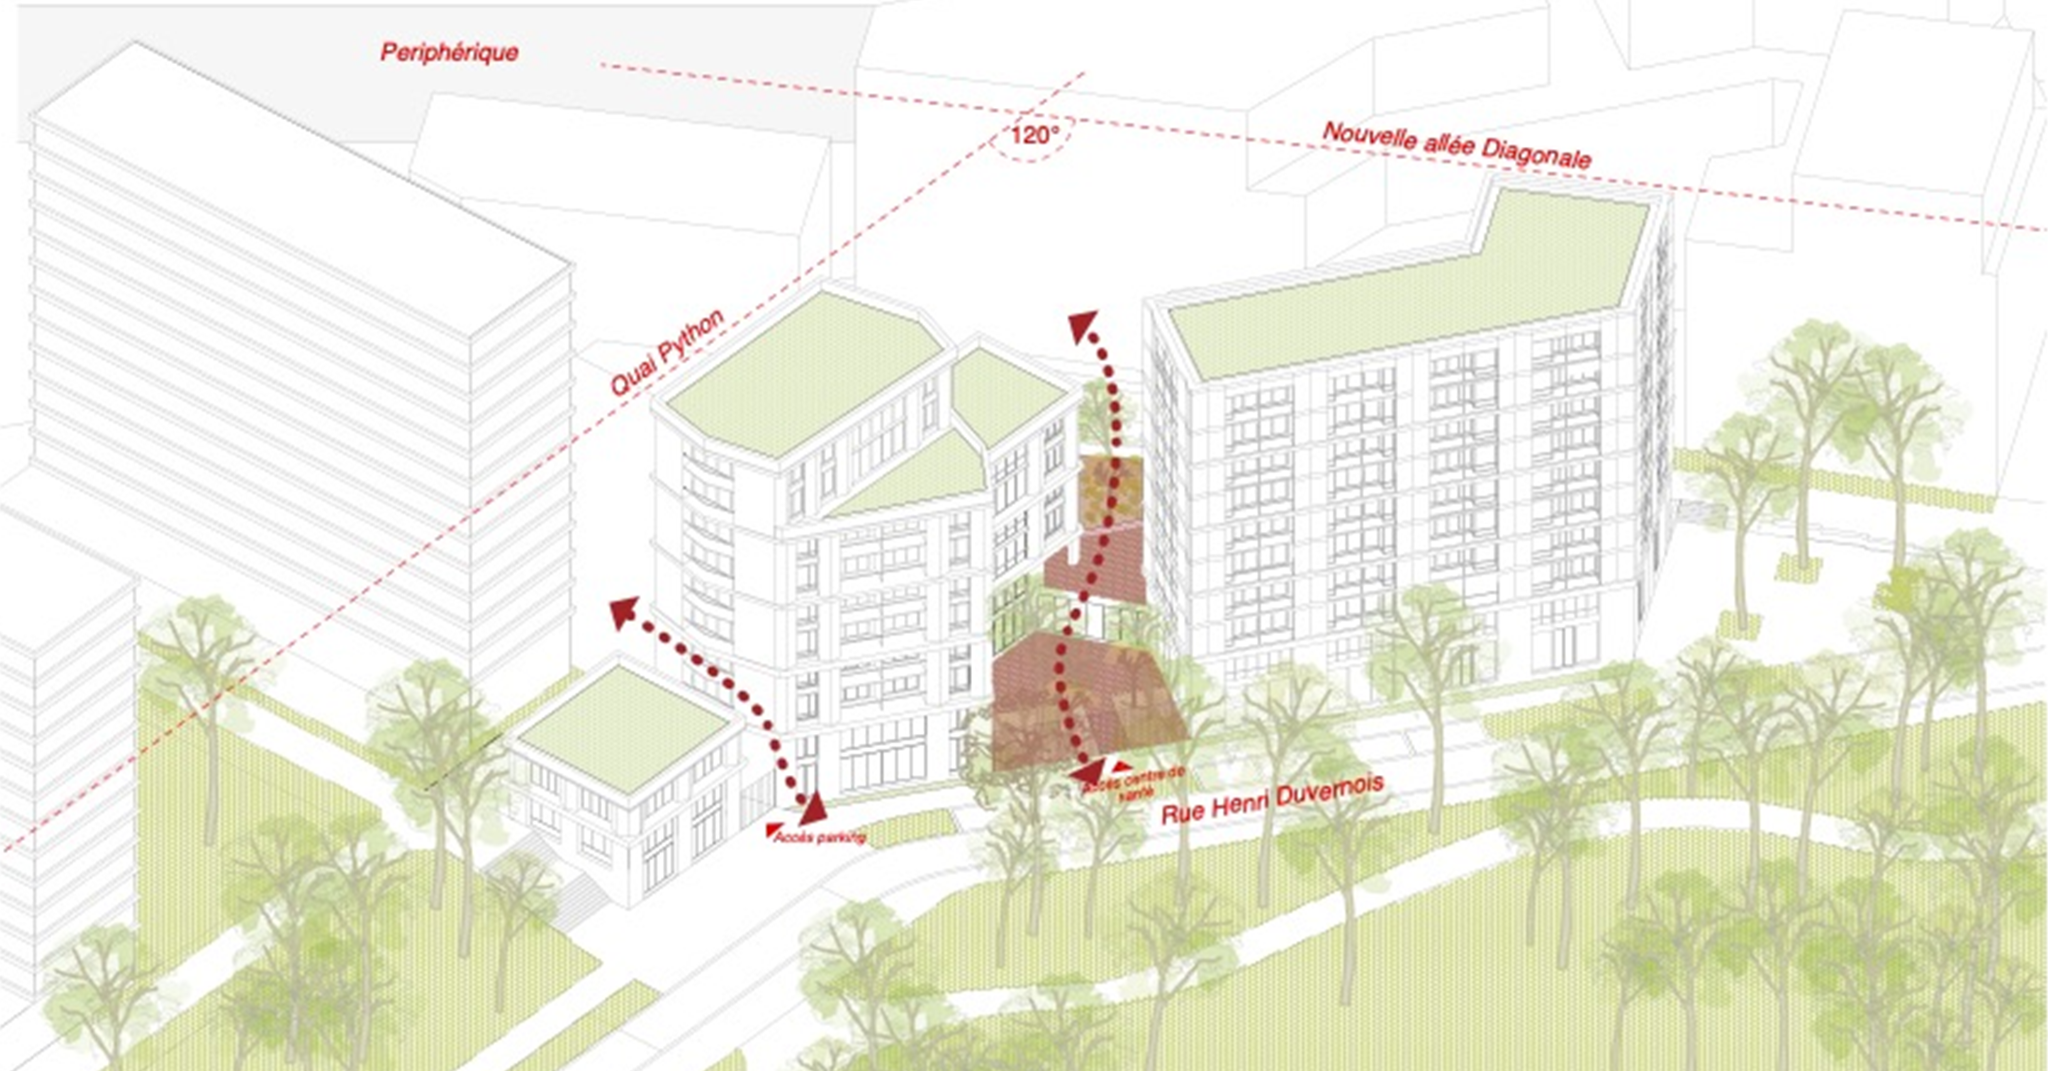 Periphérique
120°
Nouvelle allée Diagonale
Quai Python
Accès centre de
santé
Rue Henri Duvernois
Accès parking